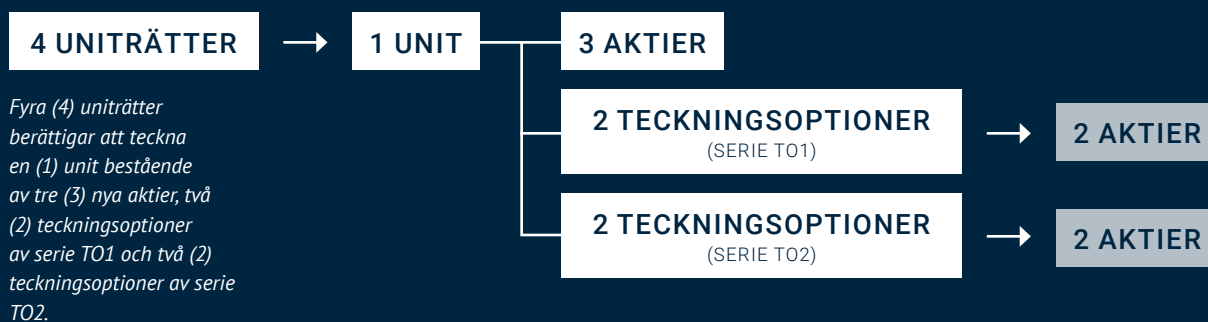 4 UNITRÄTTER
1 UNIT
3 AKTIER
Fyra (4) uniträtter
berättigar att teckna
en (1) unit bestående
av tre (3) nya aktier, två
(2) teckningsoptioner
av serie TO1 och två (2)
teckningsoptioner av serie
TO2.
2 TECKNINGSOPTIONER
(SERIE TO1)
2 AKTIER
2 TECKNINGSOPTIONER
(SERIE TO2)
2 AKTIER